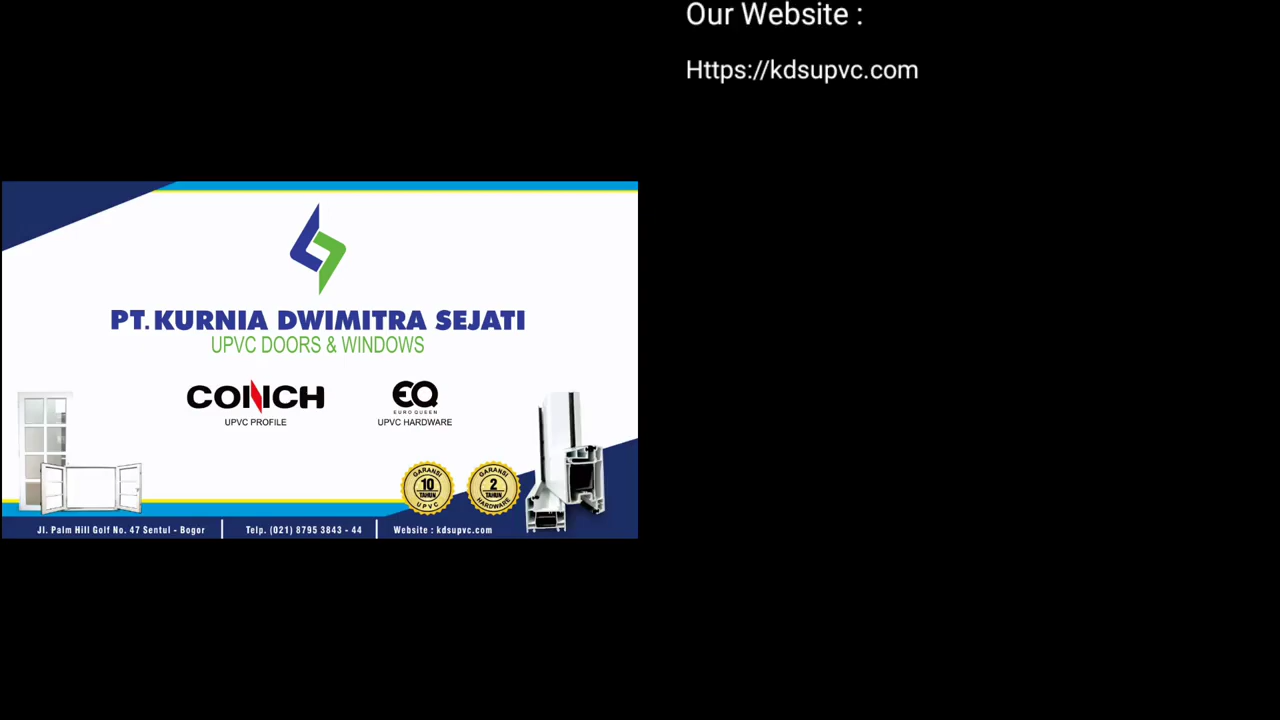 Our Website :
Https://kdsupvc.com
PT. KURNIA DWIMITRA SEJATI
UPVC DOORS & WINDOWS
CONCH
UPVC PROFILE
EQ
EURO QUEEN
UPVC HARDWARE
GARANSI
10
TAHUN
UPVC
GARANSI
2
TAHUN
HARDWARE
Jl. Palm Hill Golf No. 47 Sentul - Bogor
Telp. (021) 8795 3843 - 44
Website : kdsupvc.com